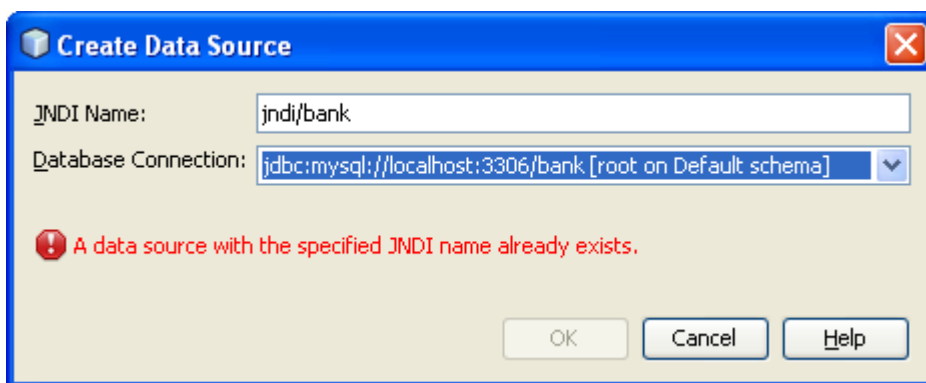 Create Data Source
JNDI Name:
jndi/bank
Database Connection:
jdbc:mysql://localhost:3306/bank [root on Default schema]
A data source with the specified JNDI name already exists.
OK
Cancel
Help